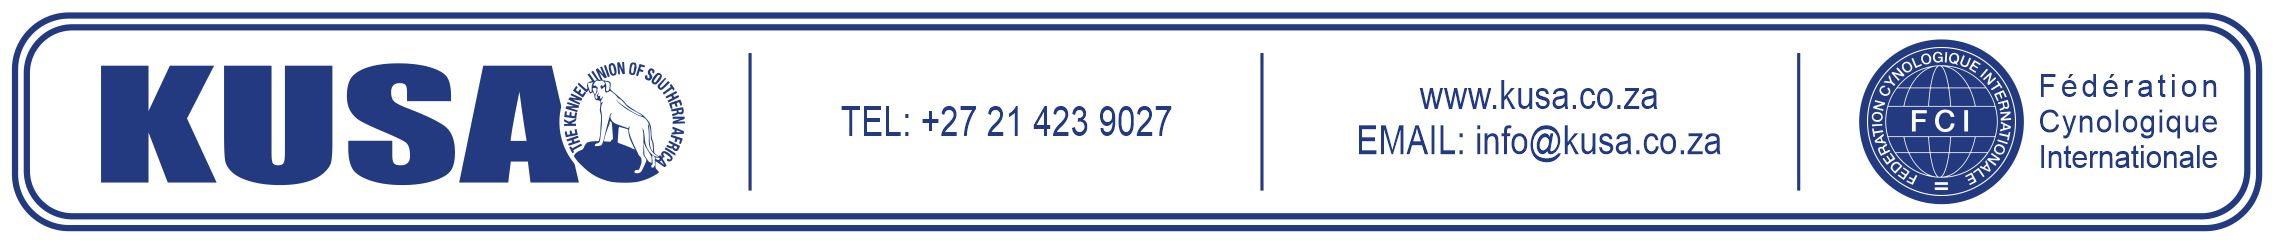 KUSA
THE KENNEL UNION OF SOUTHERN AFRICA
TEL: +27 21 423 9027
www.kusa.co.za
EMAIL: info@kusa.co.za
FEDERATION CYNOLOGIQUE INTERNATIONALE
FCI
Fédération
Cynologique
Internationale